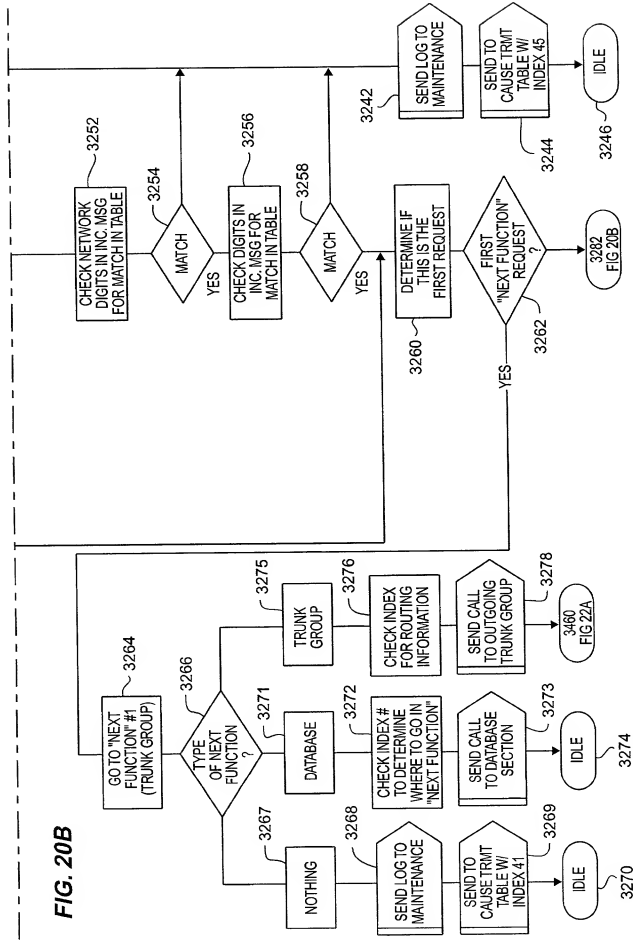 FIG. 20B
3252
CHECK NETWORK
DIGITS IN INC. MSG
FOR MATCH IN TABLE
3254
MATCH
YES
3256
CHECK DIGITS IN
INC. MSG FOR
MATCH IN TABLE
3258
MATCH
YES
DETERMINE IF
THIS IS THE
FIRST REQUEST
3260
FIRST
"NEXT FUNCTION"
REQUEST
?
3262
YES
3282
FIG 20B
3242
SEND LOG TO
MAINTENANCE
SEND TO
CAUSE TRMT
TABLE W/
INDEX 45
3244
IDLE
3246
3264
GO TO "NEXT
FUNCTION" #1
(TRUNK GROUP)
3266
TYPE
OF NEXT
FUNCTION
?
3267
NOTHING
3268
SEND LOG TO
MAINTENANCE
SEND TO
CAUSE TRMT
TABLE W/
INDEX 41
3269
IDLE
3270
3271
DATABASE
3272
CHECK INDEX#
TO DETERMINE
WHERE TO GO IN
"NEXT FUNCTION"
SEND CALL
TO DATABASE
SECTION
3273
IDLE
3274
3275
TRUNK
GROUP
3276
CHECK INDEX
FOR ROUTING
INFORMATION
SEND CALL
TO OUTGOING
TRUNK GROUP
3278
3460
FIG 22A